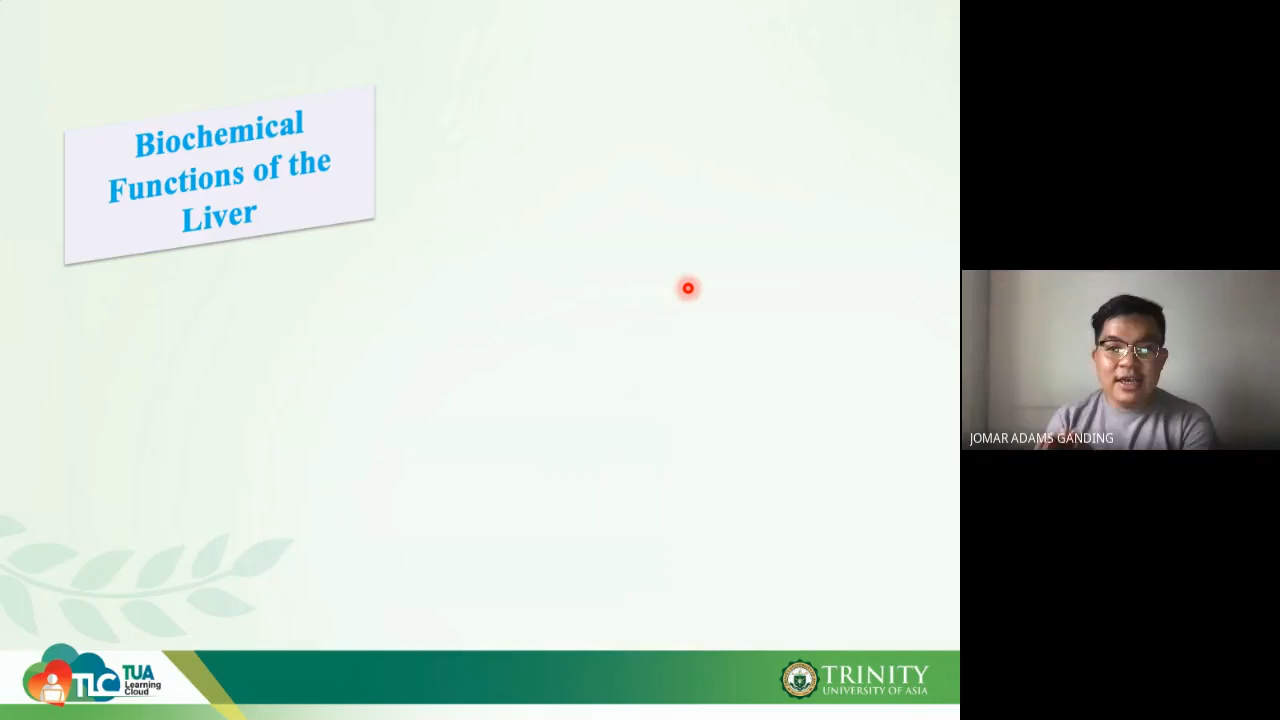 Biochemical
Functions of the
Liver
JOMAR ADAMS GANDING
TLC
TUA
Learning
Cloud
TRINITY
UNIVERSITY OF ASIA